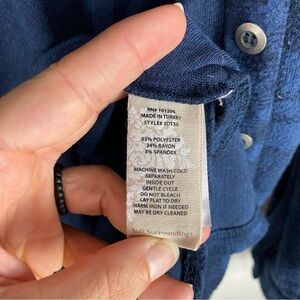 RN# 101206
MADE IN TURKEY
STYLE# 3DT30
63% POLYESTER
34% RAYON
3% SPANDEX
MACHINE WASH COLD
SEPARATELY
INSIDE OUT
GENTLE CYCLE
DO NOT BLEACH
LAY FLAT TO DRY
WARM IRON IF NEEDED
MAY BE DRY CLEANED
Soft Surroundings